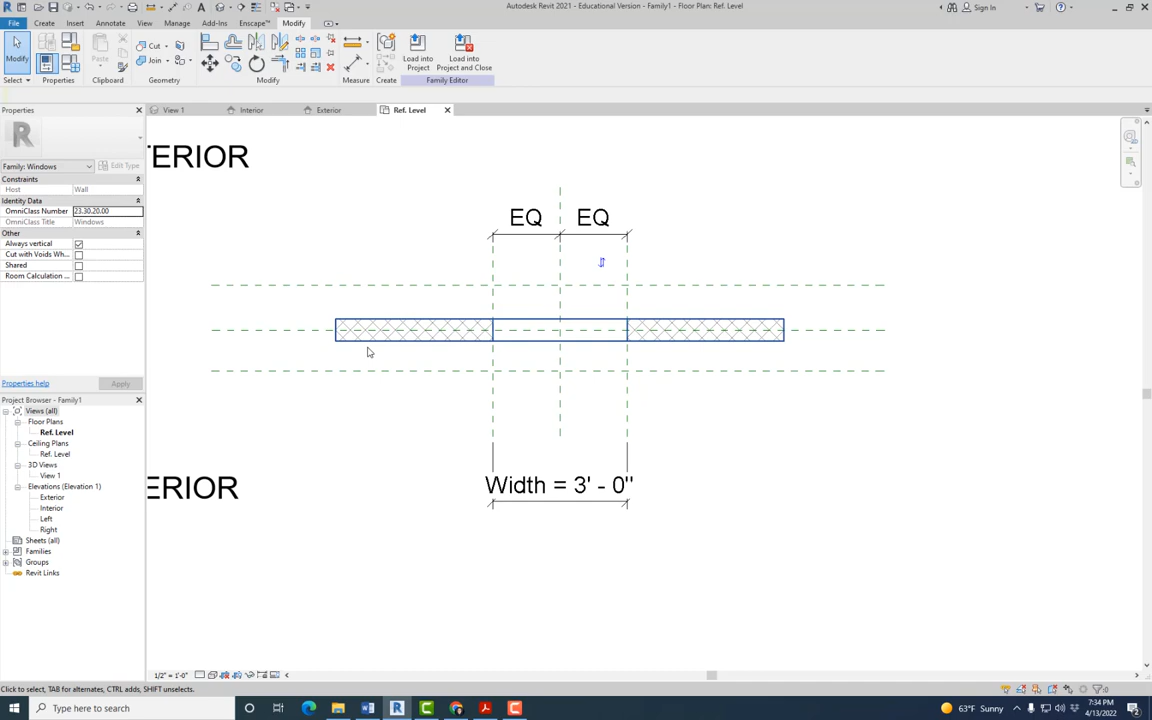 Autodesk Revit 2021 - Educational Version - Family1 - Floor Plan: Ref. Level
Sign In
File Create Insert Annotate View Manage Add-Ins Enscape™ Modify
Modify
Paste
Cut
Join
Load into Project
Load into Project and Close
Select Properties Clipboard Geometry Modify Measure Create Family Editor
Properties
View 1 Interior Exterior Ref. Level
Family: Windows Edit Type
Constraints
Host Wall
Identity Data
OmniClass Number 23.30.20.00
OmniClass Title Windows
Other
Always vertical
Cut with Voids Wh...
Shared
Room Calculation ...
Properties help Apply
Project Browser - Family1
Views (all)
Floor Plans
Ref. Level
Ceiling Plans
Ref. Level
3D Views
View 1
Elevations (Elevation 1)
Exterior
Interior
Left
Right
Sheets (all)
Families
Groups
Revit Links
TERIOR
EQ EQ
ERIOR
Width = 3' - 0"
1/2" = 1'-0"
Click to select, TAB for alternates, CTRL adds, SHIFT unselects.
:0
Type here to search
63°F Sunny
7:34 PM
4/13/2022
2